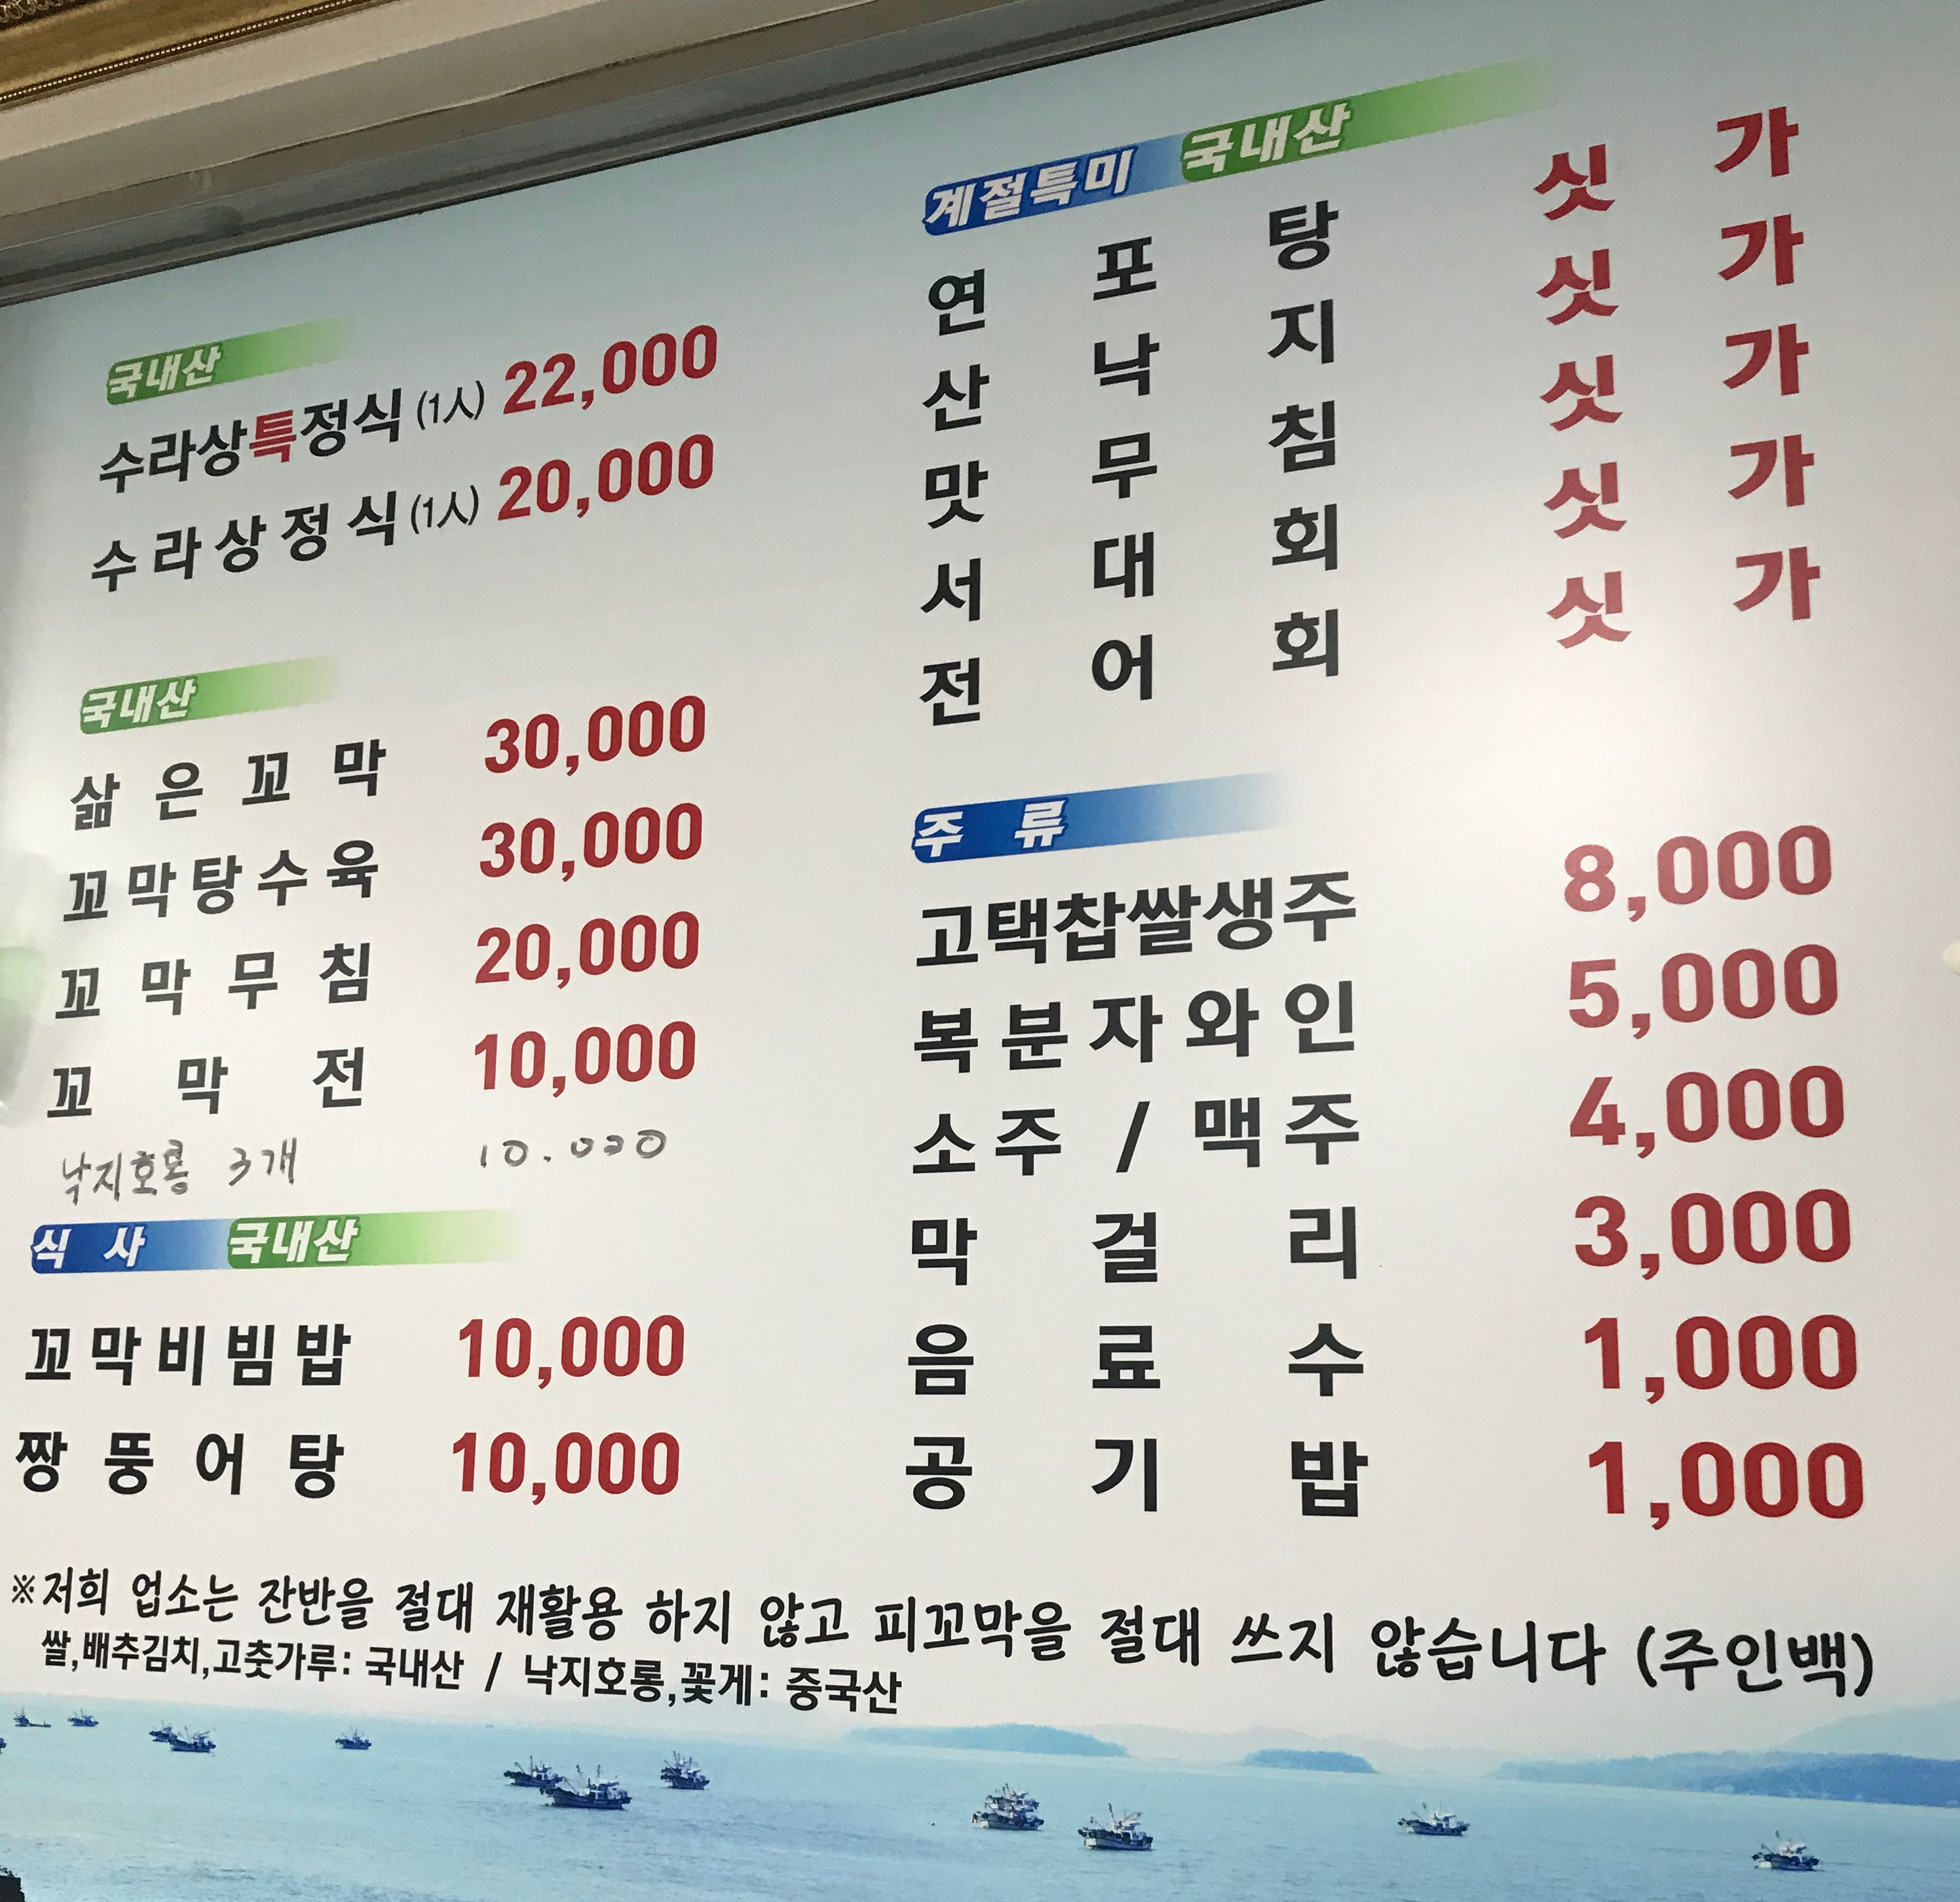 국내산
수라상특정식(1人) 22,000
수라상정식(1人) 20,000
국내산
삶은꼬막 30,000
꼬막탕수육 30,000
꼬막무침 20,000
꼬막전 10,000
낙지호롱 3개 10.000
식사 국내산
꼬막비빔밥 10,000
짱뚱어탕 10,000
계절특미 국내산
연포탕 싯가
산낙지 싯가
맛무침 싯가
서대회 싯가
전어회 싯가
주류
고택찹쌀생주 8,000
복분자와인 5,000
소주 / 맥주 4,000
막걸리 3,000
음료수 1,000
공기밥 1,000
※저희 업소는 잔반을 절대 재활용 하지 않고 피꼬막을 절대 쓰지 않습니다 (주인백)
쌀,배추김치,고춧가루: 국내산 / 낙지호롱,꽃게: 중국산